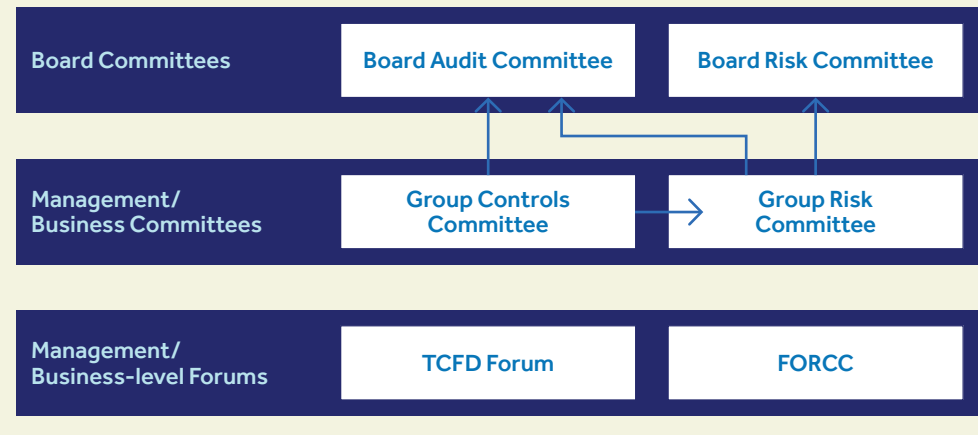 Board Committees
Board Audit Committee
Board Risk Committee
Management/
Business Committees
Group Controls
Committee
Group Risk
Committee
Management/
Business-level Forums
TCFD Forum
FORCC